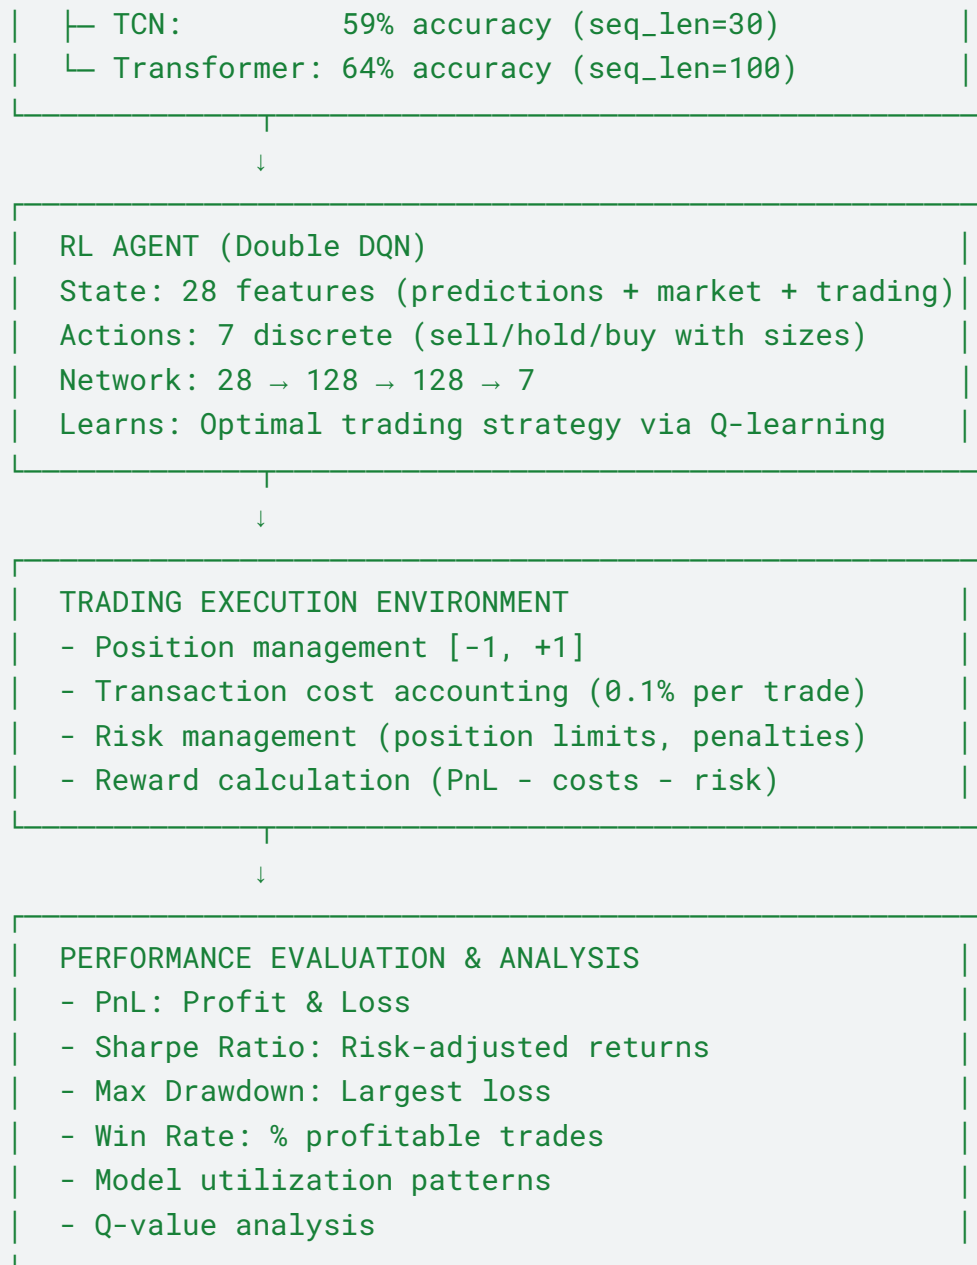 │  ├─ TCN:         59% accuracy (seq_len=30)          │
│  └─ Transformer: 64% accuracy (seq_len=100)         │
└──────────────┬───────────────────────────────────────
               ↓
┌──────────────────────────────────────────────────────
│  RL AGENT (Double DQN)                              │
│  State: 28 features (predictions + market + trading)│
│  Actions: 7 discrete (sell/hold/buy with sizes)     │
│  Network: 28 → 128 → 128 → 7                        │
│  Learns: Optimal trading strategy via Q-learning    │
└──────────────┬───────────────────────────────────────
               ↓
┌──────────────────────────────────────────────────────
│  TRADING EXECUTION ENVIRONMENT                      │
│  - Position management [-1, +1]                     │
│  - Transaction cost accounting (0.1% per trade)     │
│  - Risk management (position limits, penalties)     │
│  - Reward calculation (PnL - costs - risk)          │
└──────────────┬───────────────────────────────────────
               ↓
┌──────────────────────────────────────────────────────
│  PERFORMANCE EVALUATION & ANALYSIS                  │
│  - PnL: Profit & Loss                               │
│  - Sharpe Ratio: Risk-adjusted returns              │
│  - Max Drawdown: Largest loss                       │
│  - Win Rate: % profitable trades                    │
│  - Model utilization patterns                       │
│  - Q-value analysis                                 │